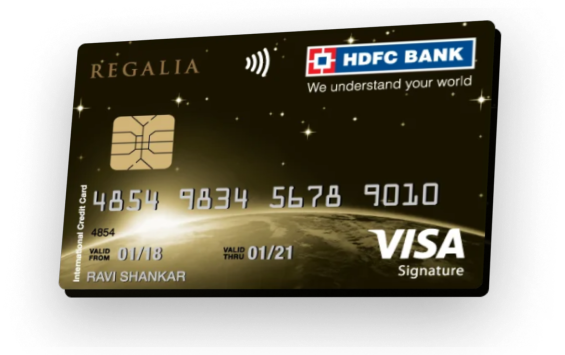 REGALIA
HDFC BANK
We understand your world
International Credit Card
4854 9834 5678 9010
4854
VALID FROM 01/18 VALID THRU 01/21
RAVI SHANKAR
VISA
Signature